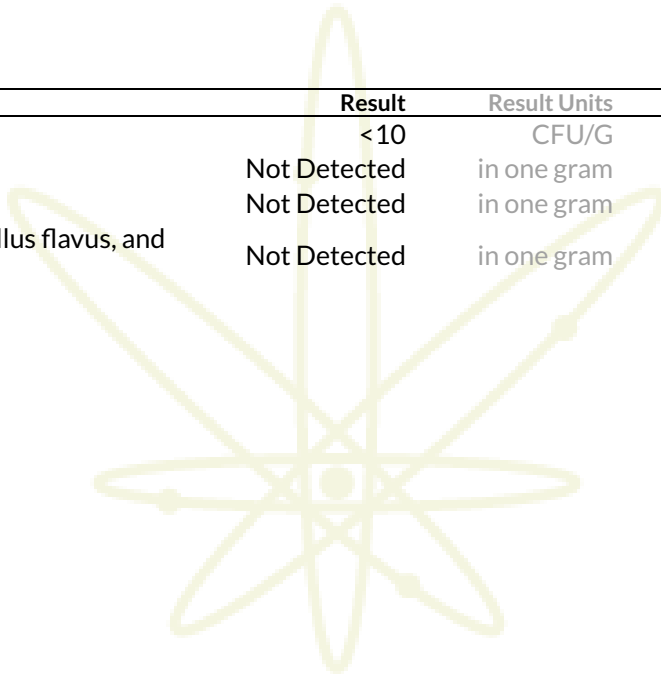 Result Result Units
<10 CFU/G
Not Detected in one gram
Not Detected in one gram
llus flavus, and
Not Detected in one gram